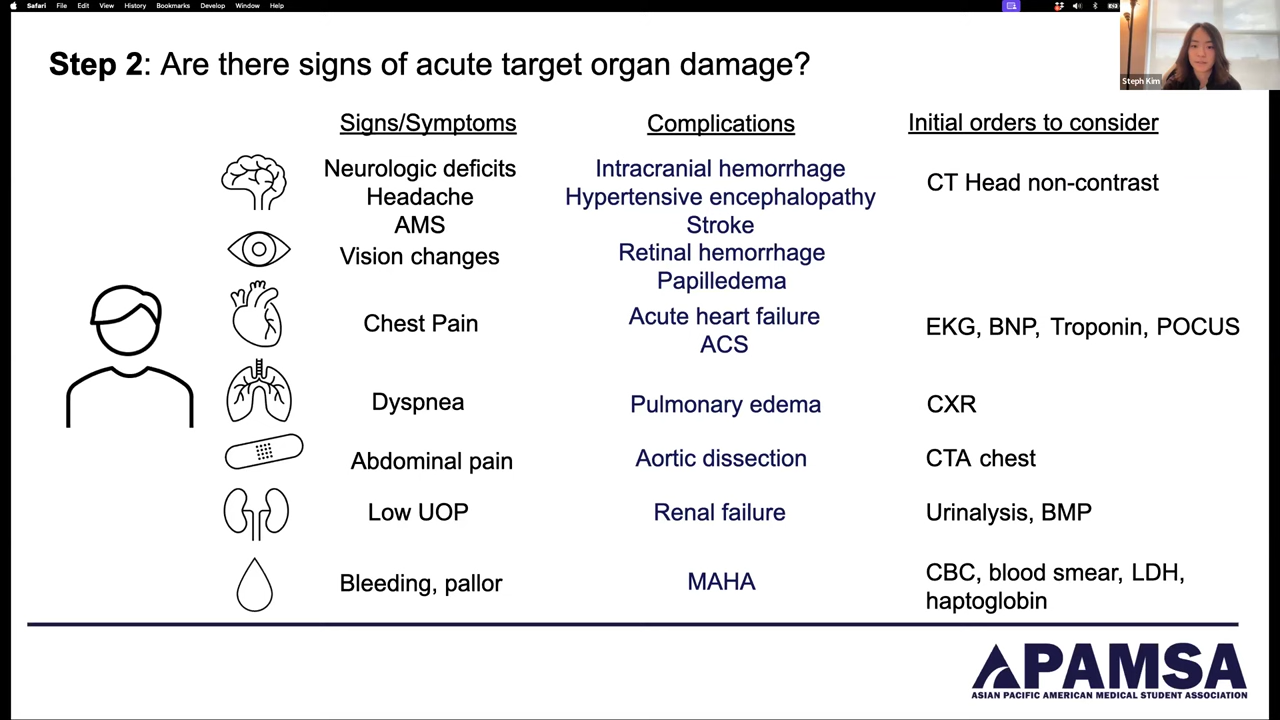 Safari File Edit View History Bookmarks Develop Window Help
Steph Kim
Step 2: Are there signs of acute target organ damage?
Signs/Symptoms Complications Initial orders to consider
Neurologic deficits Intracranial hemorrhage
CT Head non-contrast
Headache Hypertensive encephalopathy
AMS Stroke
Vision changes Retinal hemorrhage
Papilledema
Chest Pain Acute heart failure EKG, BNP, Troponin, POCUS
ACS
Dyspnea Pulmonary edema CXR
Abdominal pain Aortic dissection CTA chest
Low UOP Renal failure Urinalysis, BMP
Bleeding, pallor MAHA CBC, blood smear, LDH,
haptoglobin
APAMSA
ASIAN PACIFIC AMERICAN MEDICAL STUDENT ASSOCIATION